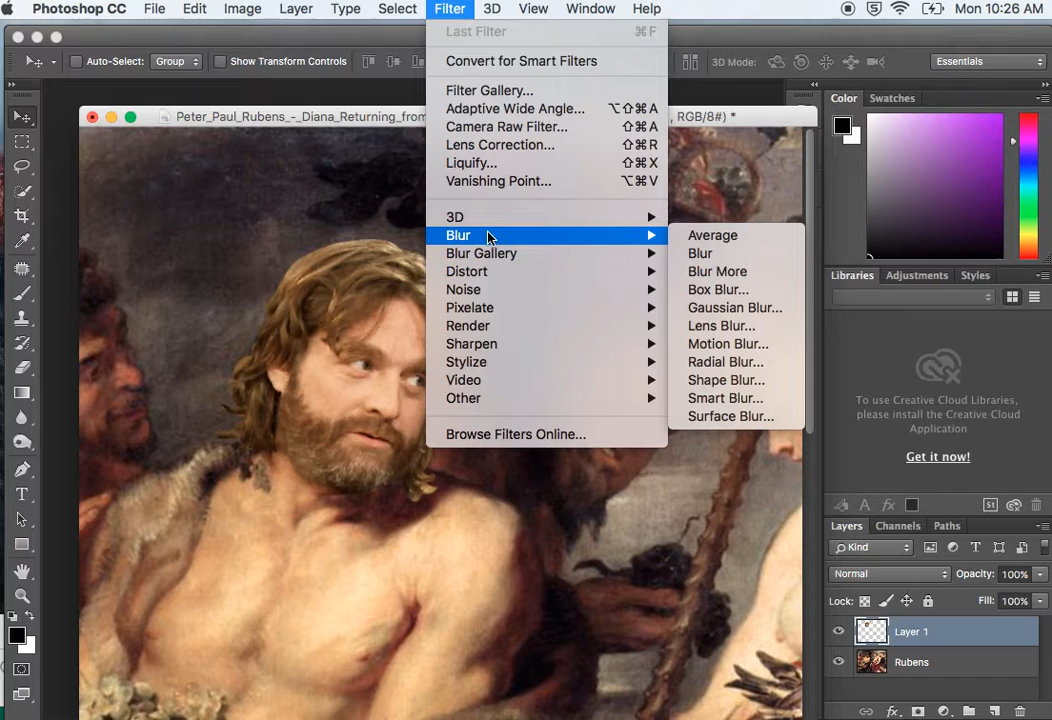 Photoshop CC File Edit Image Layer Type Select Filter 3D View Window Help Mon 10:26 AM
Auto-Select: Group Show Transform Controls 3D Mode: Essentials
Peter_Paul_Rubens_-_Diana_Returning_from , RGB/8#) *
Last Filter ⌘F
Convert for Smart Filters
Filter Gallery...
Adaptive Wide Angle... ⌥⇧⌘A
Camera Raw Filter... ⇧⌘A
Lens Correction... ⇧⌘R
Liquify... ⇧⌘X
Vanishing Point... ⌥⌘V
3D
Blur
Blur Gallery
Distort
Noise
Pixelate
Render
Sharpen
Stylize
Video
Other
Browse Filters Online...
Average
Blur
Blur More
Box Blur...
Gaussian Blur...
Lens Blur...
Motion Blur...
Radial Blur...
Shape Blur...
Smart Blur...
Surface Blur...
Color Swatches
Libraries Adjustments Styles
To use Creative Cloud Libraries,
please install the Creative Cloud
Application
Get it now!
Layers Channels Paths
Kind
Normal Opacity: 100%
Lock: Fill: 100%
Layer 1
Rubens